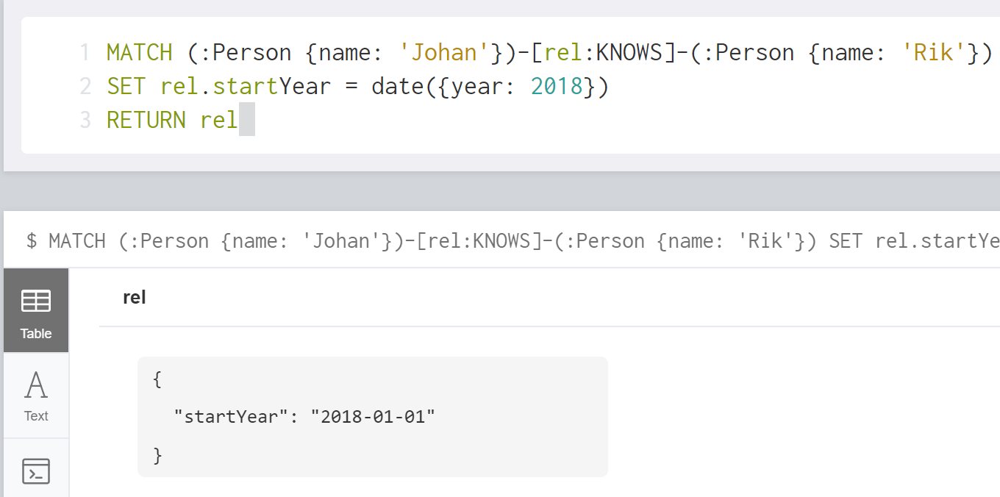 1 MATCH (:Person {name: 'Johan'})-[rel:KNOWS]-(:Person {name: 'Rik'})
2 SET rel.startYear = date({year: 2018})
3 RETURN rel
$ MATCH (:Person {name: 'Johan'})-[rel:KNOWS]-(:Person {name: 'Rik'}) SET rel.startYe
rel
Table
{
"startYear": "2018-01-01"
}
A
Text
>_